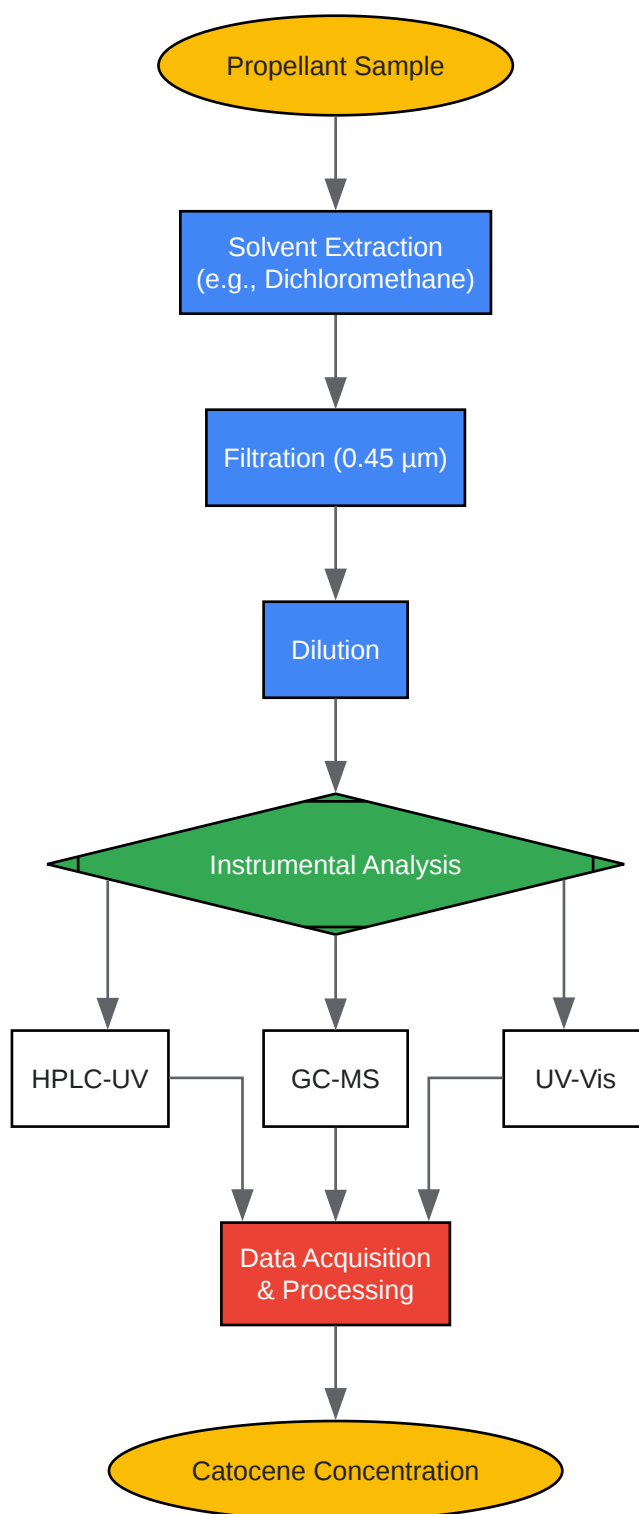 Propellant Sample
Solvent Extraction
(e.g., Dichloromethane)
Filtration (0.45 µm)
Dilution
Instrumental Analysis
HPLC-UV
GC-MS
UV-Vis
Data Acquisition
& Processing
Catocene Concentration